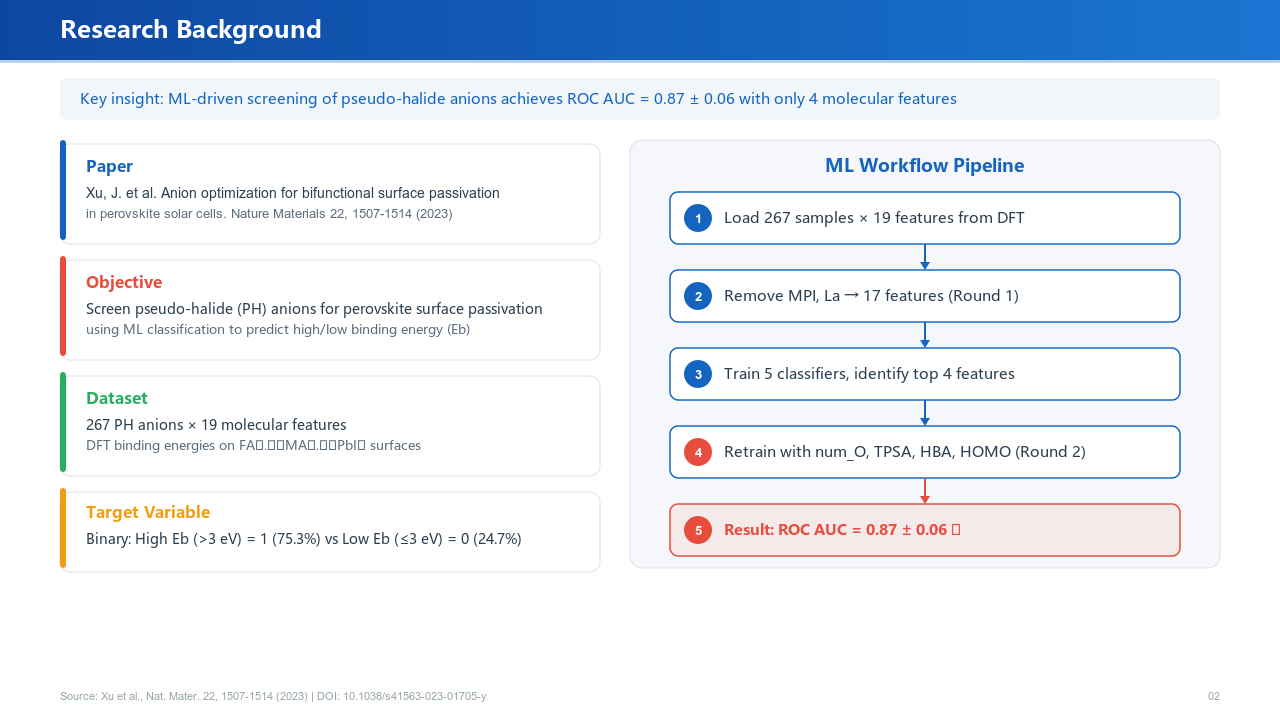 Research Background
Key insight: ML-driven screening of pseudo-halide anions achieves ROC AUC = 0.87 ± 0.06 with only 4 molecular features
Paper
Xu, J. et al. Anion optimization for bifunctional surface passivation
in perovskite solar cells. Nature Materials 22, 1507-1514 (2023)
Objective
Screen pseudo-halide (PH) anions for perovskite surface passivation
using ML classification to predict high/low binding energy (Eb)
Dataset
267 PH anions × 19 molecular features
DFT binding energies on FA□.□□MA□.□□PbI□ surfaces
Target Variable
Binary: High Eb (>3 eV) = 1 (75.3%) vs Low Eb (≤3 eV) = 0 (24.7%)
ML Workflow Pipeline
1 Load 267 samples × 19 features from DFT
2 Remove MPI, La → 17 features (Round 1)
3 Train 5 classifiers, identify top 4 features
4 Retrain with num_O, TPSA, HBA, HOMO (Round 2)
5 Result: ROC AUC = 0.87 ± 0.06 □
Source: Xu et al., Nat. Mater. 22, 1507-1514 (2023) | DOI: 10.1038/s41563-023-01705-y
02